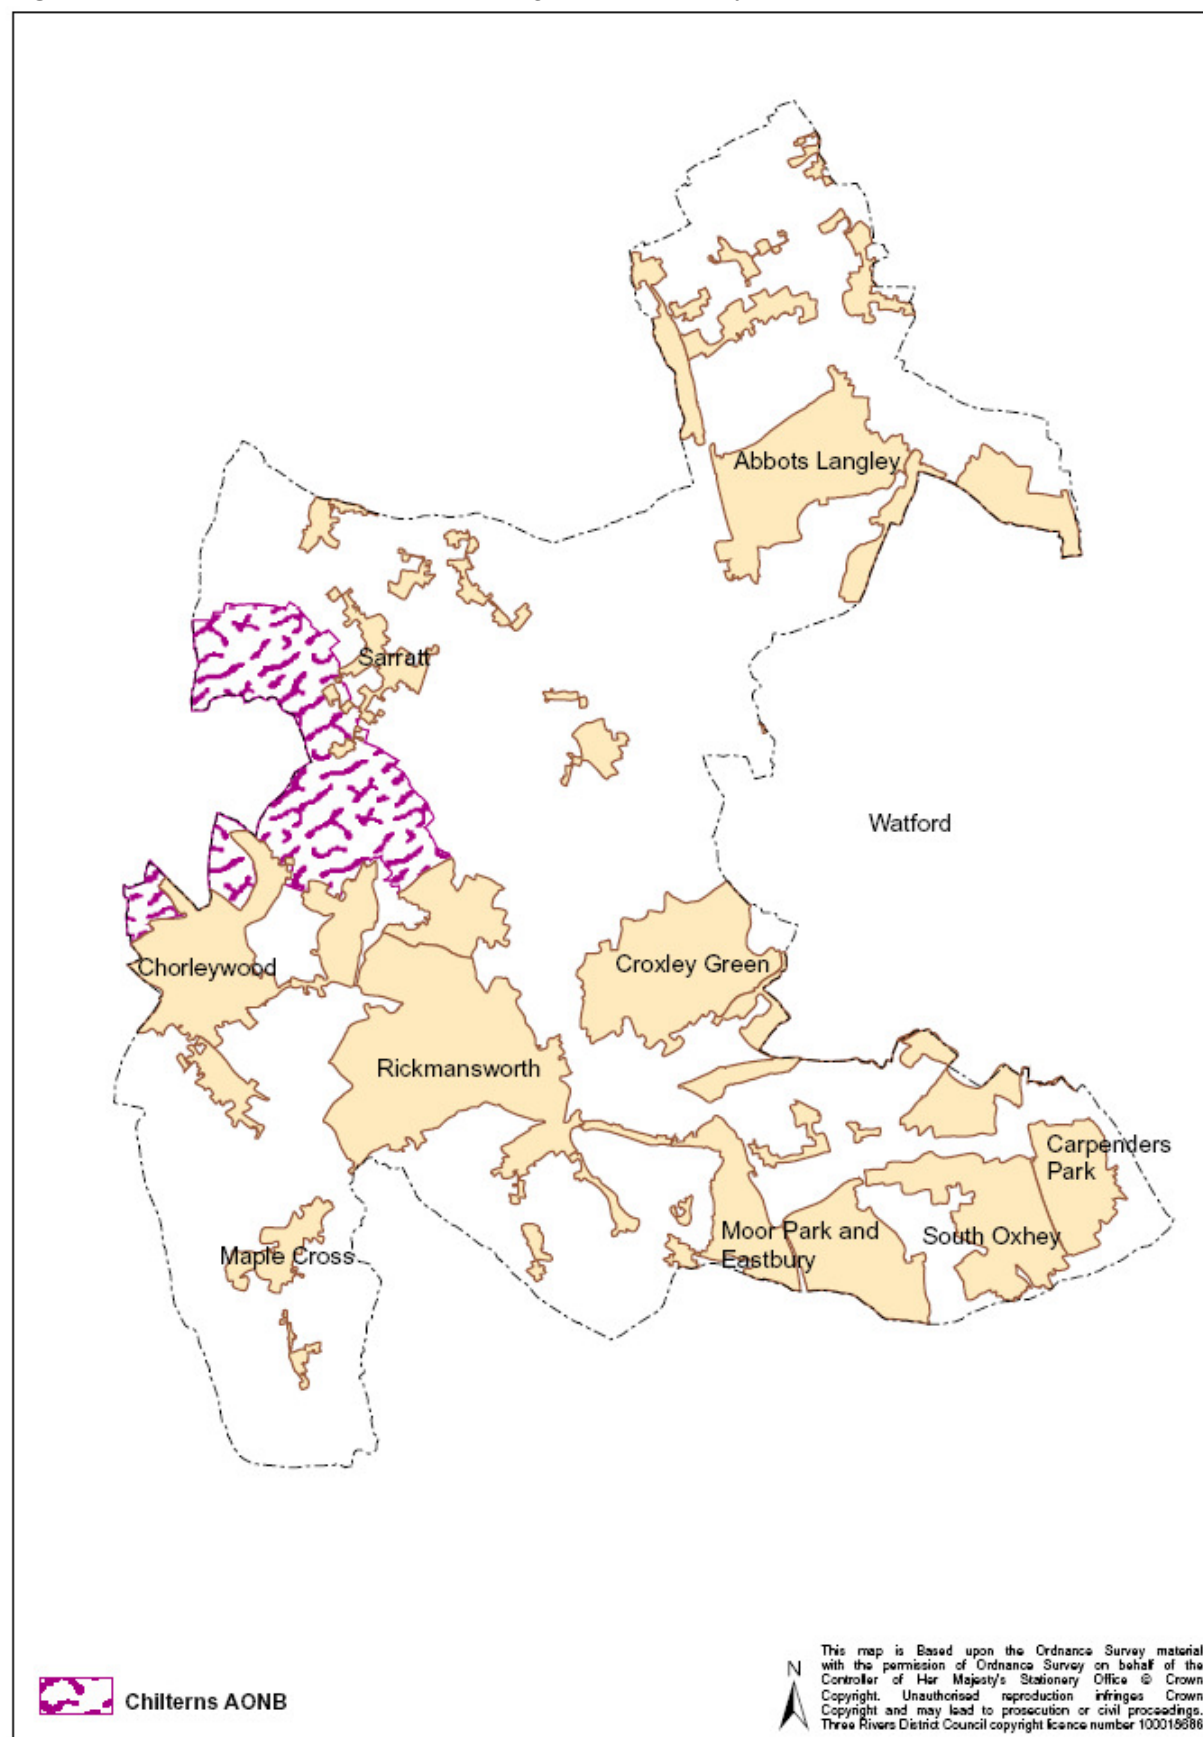 Abbots Langley
Sarratt
Watford
Chorleywood
Croxley Green
Rickmansworth
Carpenders
Park
Moor Park and
Eastbury
South Oxhey
Maple Cross
Chilterns AONB
N
This map is Based upon the Ordnance Survey material
with the permission of Ordnance Survey on behalf of the
Controller of Her Majesty's Stationery Office © Crown
Copyright. Unauthorised reproduction infringes Crown
Copyright and may lead to prosecution or civil proceedings.
Three Rivers District Council copyright licence number 100018686